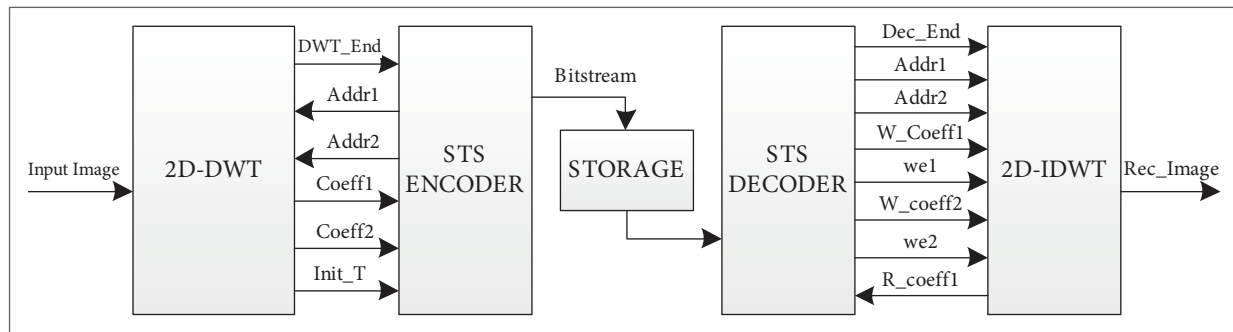 Input Image
2D-DWT
DWT_End
Addr1
Addr2
Coeff1
Coeff2
Init_T
STS
ENCODER
Bitstream
STORAGE
STS
DECODER
Dec_End
Addr1
Addr2
W_Coeff1
we1
W_coeff2
we2
R_coeff1
2D-IDWT
Rec_Image